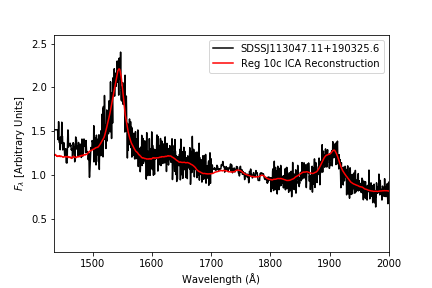 2.5
2.0
1.5
1.0
0.5
F_λ [Arbitrary Units]
SDSSJ113047.11+190325.6
Reg 10c ICA Reconstruction
1500 1600 1700 1800 1900 2000
Wavelength (Å)